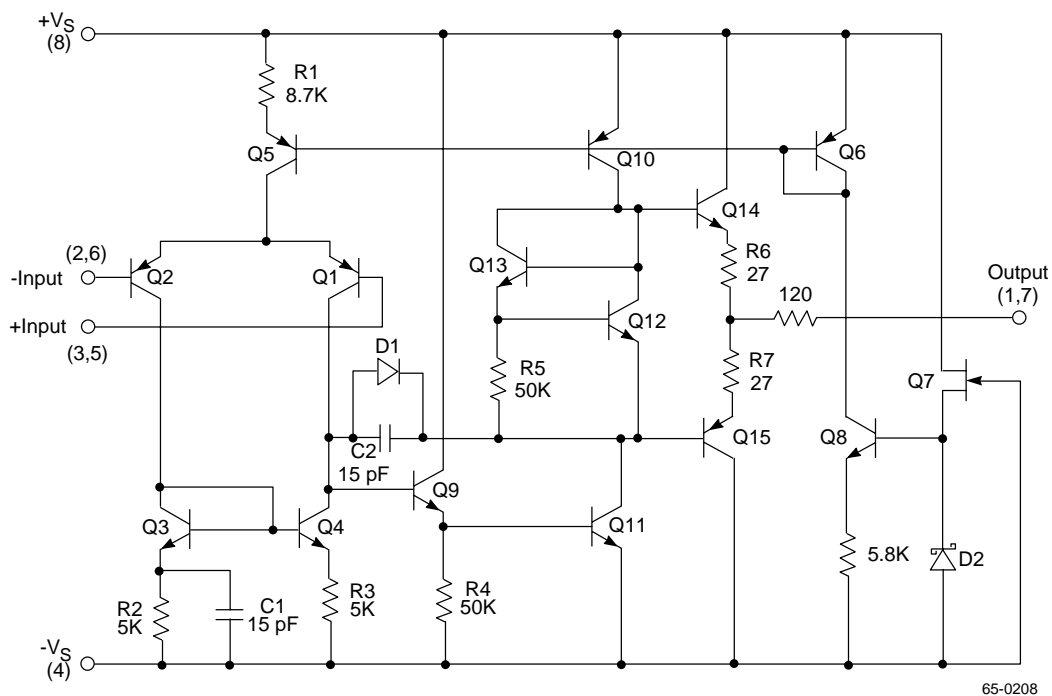 +VS
(8)
R1
8.7K
Q5
Q10
Q6
Q14
(2,6)
-Input
Q2
Q1
Q13
R6
27
Output
(1,7)
+Input
(3,5)
Q12
120
D1
R5
50K
R7
27
Q7
C2
15 pF
Q15
Q8
Q9
Q3
Q4
Q11
5.8K
D2
R2
5K
C1
15 pF
R3
5K
R4
50K
-VS
(4)
65-0208